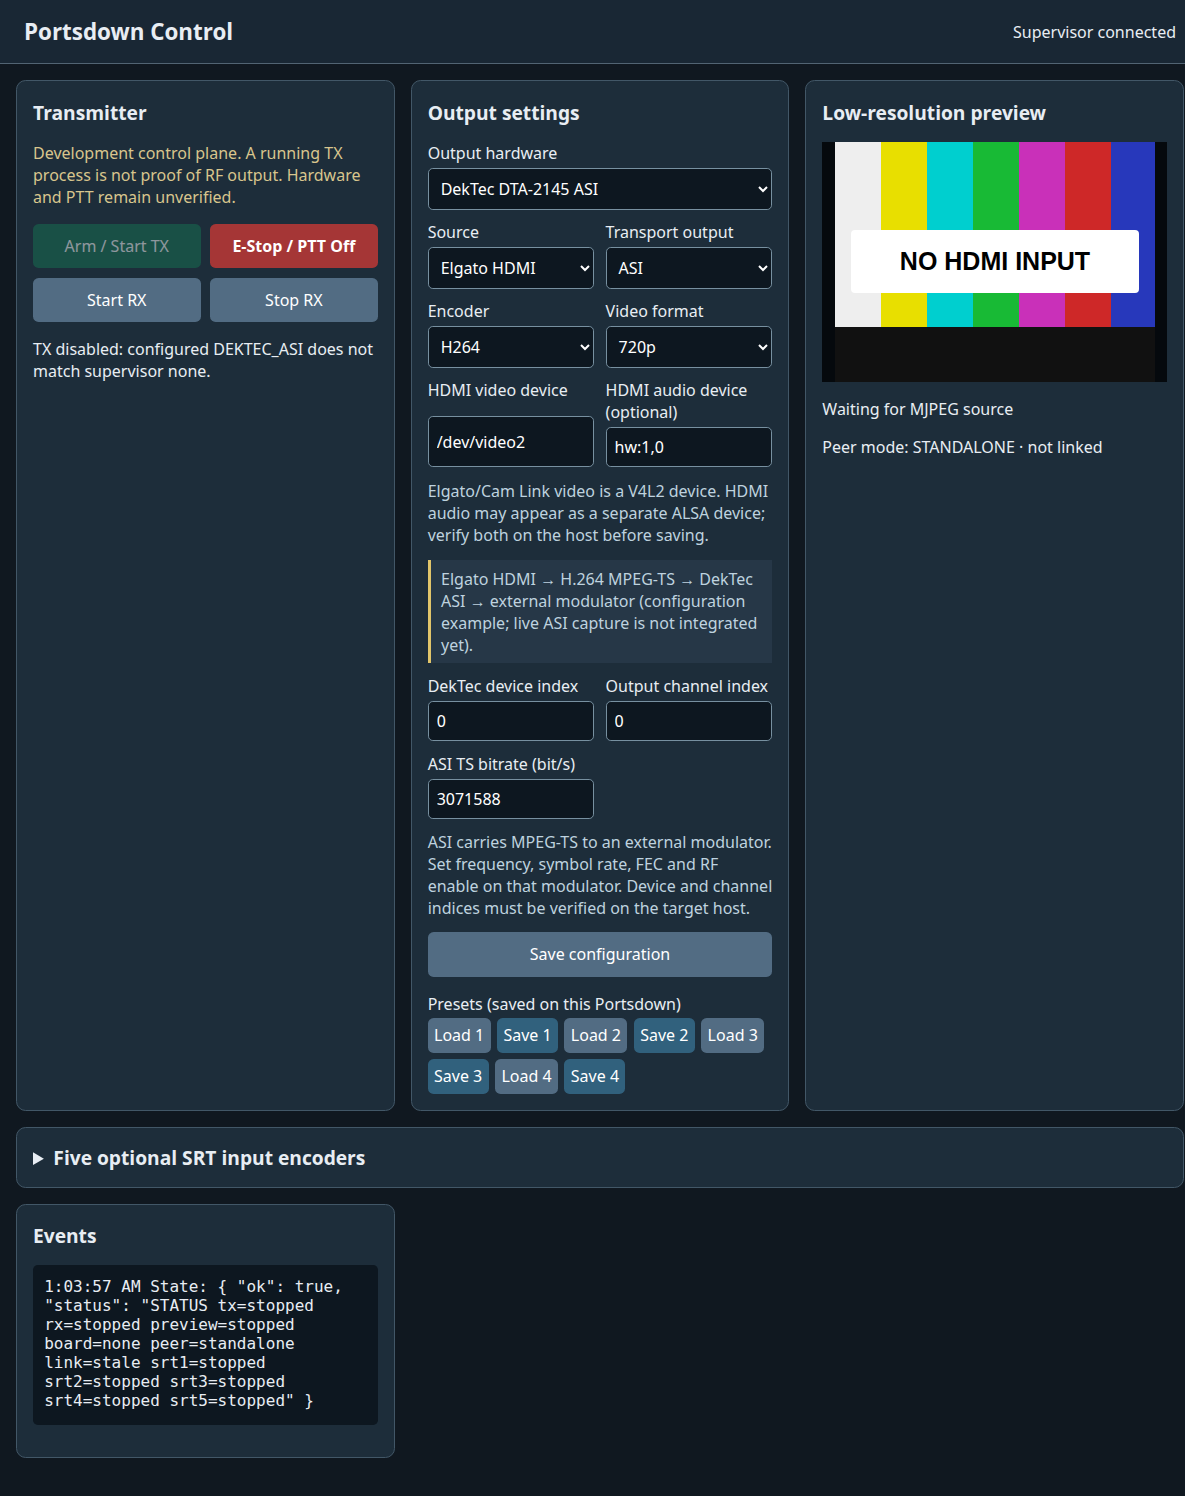 Portsdown Control
Supervisor connected
Transmitter
Development control plane. A running TX
process is not proof of RF output. Hardware
and PTT remain unverified.
Arm / Start TX
E-Stop / PTT Off
Start RX
Stop RX
TX disabled: configured DEKTEC_ASI does not
match supervisor none.
Output settings
Output hardware
DekTec DTA-2145 ASI
Source
Transport output
Elgato HDMI
ASI
Encoder
Video format
H264
720p
HDMI video device
HDMI audio device
(optional)
/dev/video2
hw:1,0
Elgato/Cam Link video is a V4L2 device. HDMI
audio may appear as a separate ALSA device;
verify both on the host before saving.
Elgato HDMI → H.264 MPEG-TS → DekTec
ASI → external modulator (configuration
example; live ASI capture is not integrated
yet).
DekTec device index
Output channel index
0
0
ASI TS bitrate (bit/s)
3071588
ASI carries MPEG-TS to an external modulator.
Set frequency, symbol rate, FEC and RF
enable on that modulator. Device and channel
indices must be verified on the target host.
Save configuration
Presets (saved on this Portsdown)
Load 1
Save 1
Load 2
Save 2
Load 3
Save 3
Load 4
Save 4
Low-resolution preview
NO HDMI INPUT
Waiting for MJPEG source
Peer mode: STANDALONE · not linked
Five optional SRT input encoders
Events
1:03:57 AM State: { "ok": true,
"status": "STATUS tx=stopped
rx=stopped preview=stopped
board=none peer=standalone
link=stale srt1=stopped
srt2=stopped srt3=stopped
srt4=stopped srt5=stopped" }